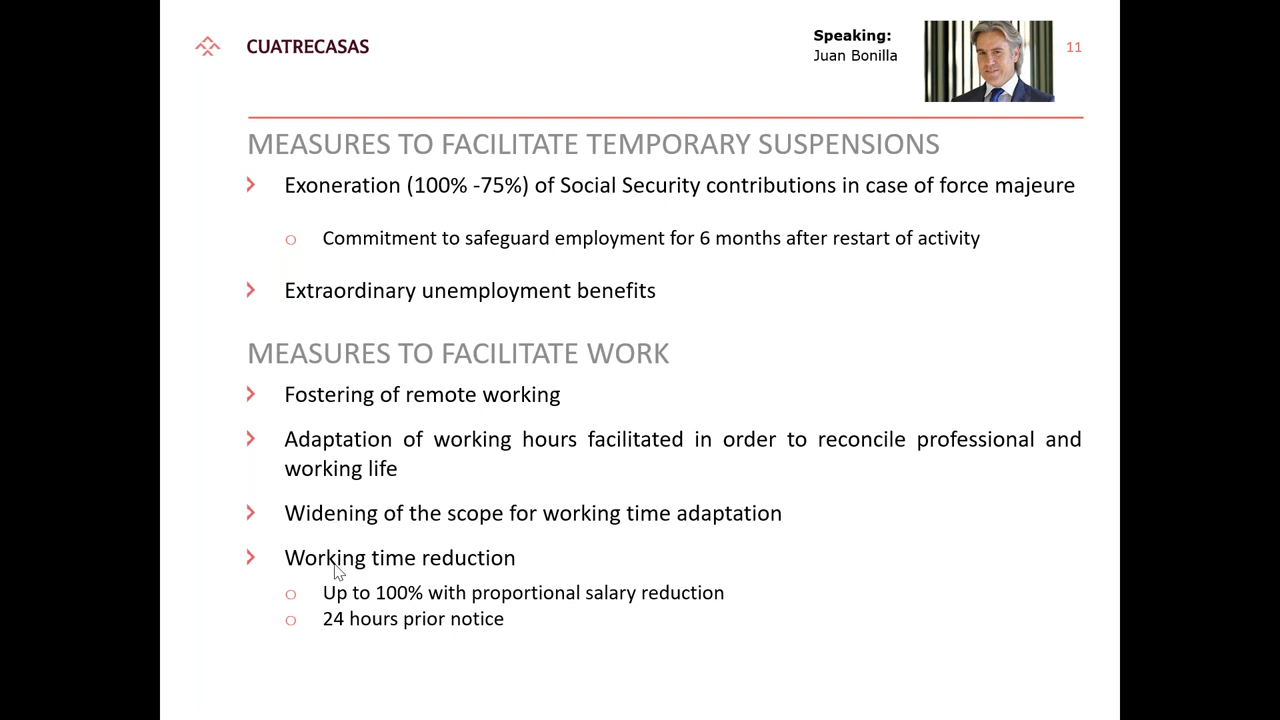 CUATRECASAS
Speaking:
Juan Bonilla
11
MEASURES TO FACILITATE TEMPORARY SUSPENSIONS
Exoneration (100% -75%) of Social Security contributions in case of force majeure
Commitment to safeguard employment for 6 months after restart of activity
Extraordinary unemployment benefits
MEASURES TO FACILITATE WORK
Fostering of remote working
Adaptation of working hours facilitated in order to reconcile professional and
working life
Widening of the scope for working time adaptation
Working time reduction
Up to 100% with proportional salary reduction
24 hours prior notice